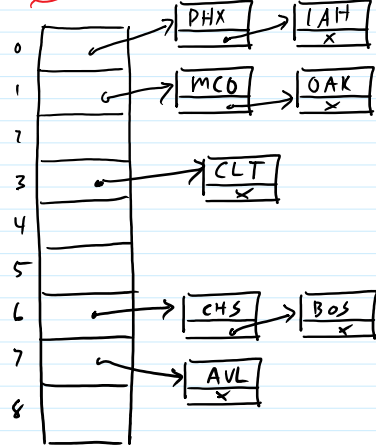 0 PHX IAH
x
1 MCO OAK
x
2
3 CLT
x
4
5
6 CHS BOS
x
7 AVL
x
8